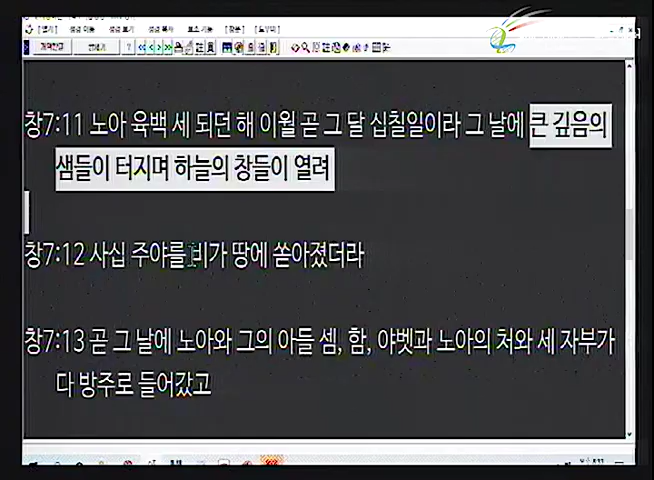 창7:11 노아 육백 세 되던 해 이월 곧 그 달 십칠일이라 그 날에 큰 깊음의
샘들이 터지며 하늘의 창들이 열려
창7:12 사십 주야를 비가 땅에 쏟아졌더라
창7:13 곧 그 날에 노아와 그의 아들 셈, 함, 야벳과 노아의 처와 세 자부가
다 방주로 들어갔고